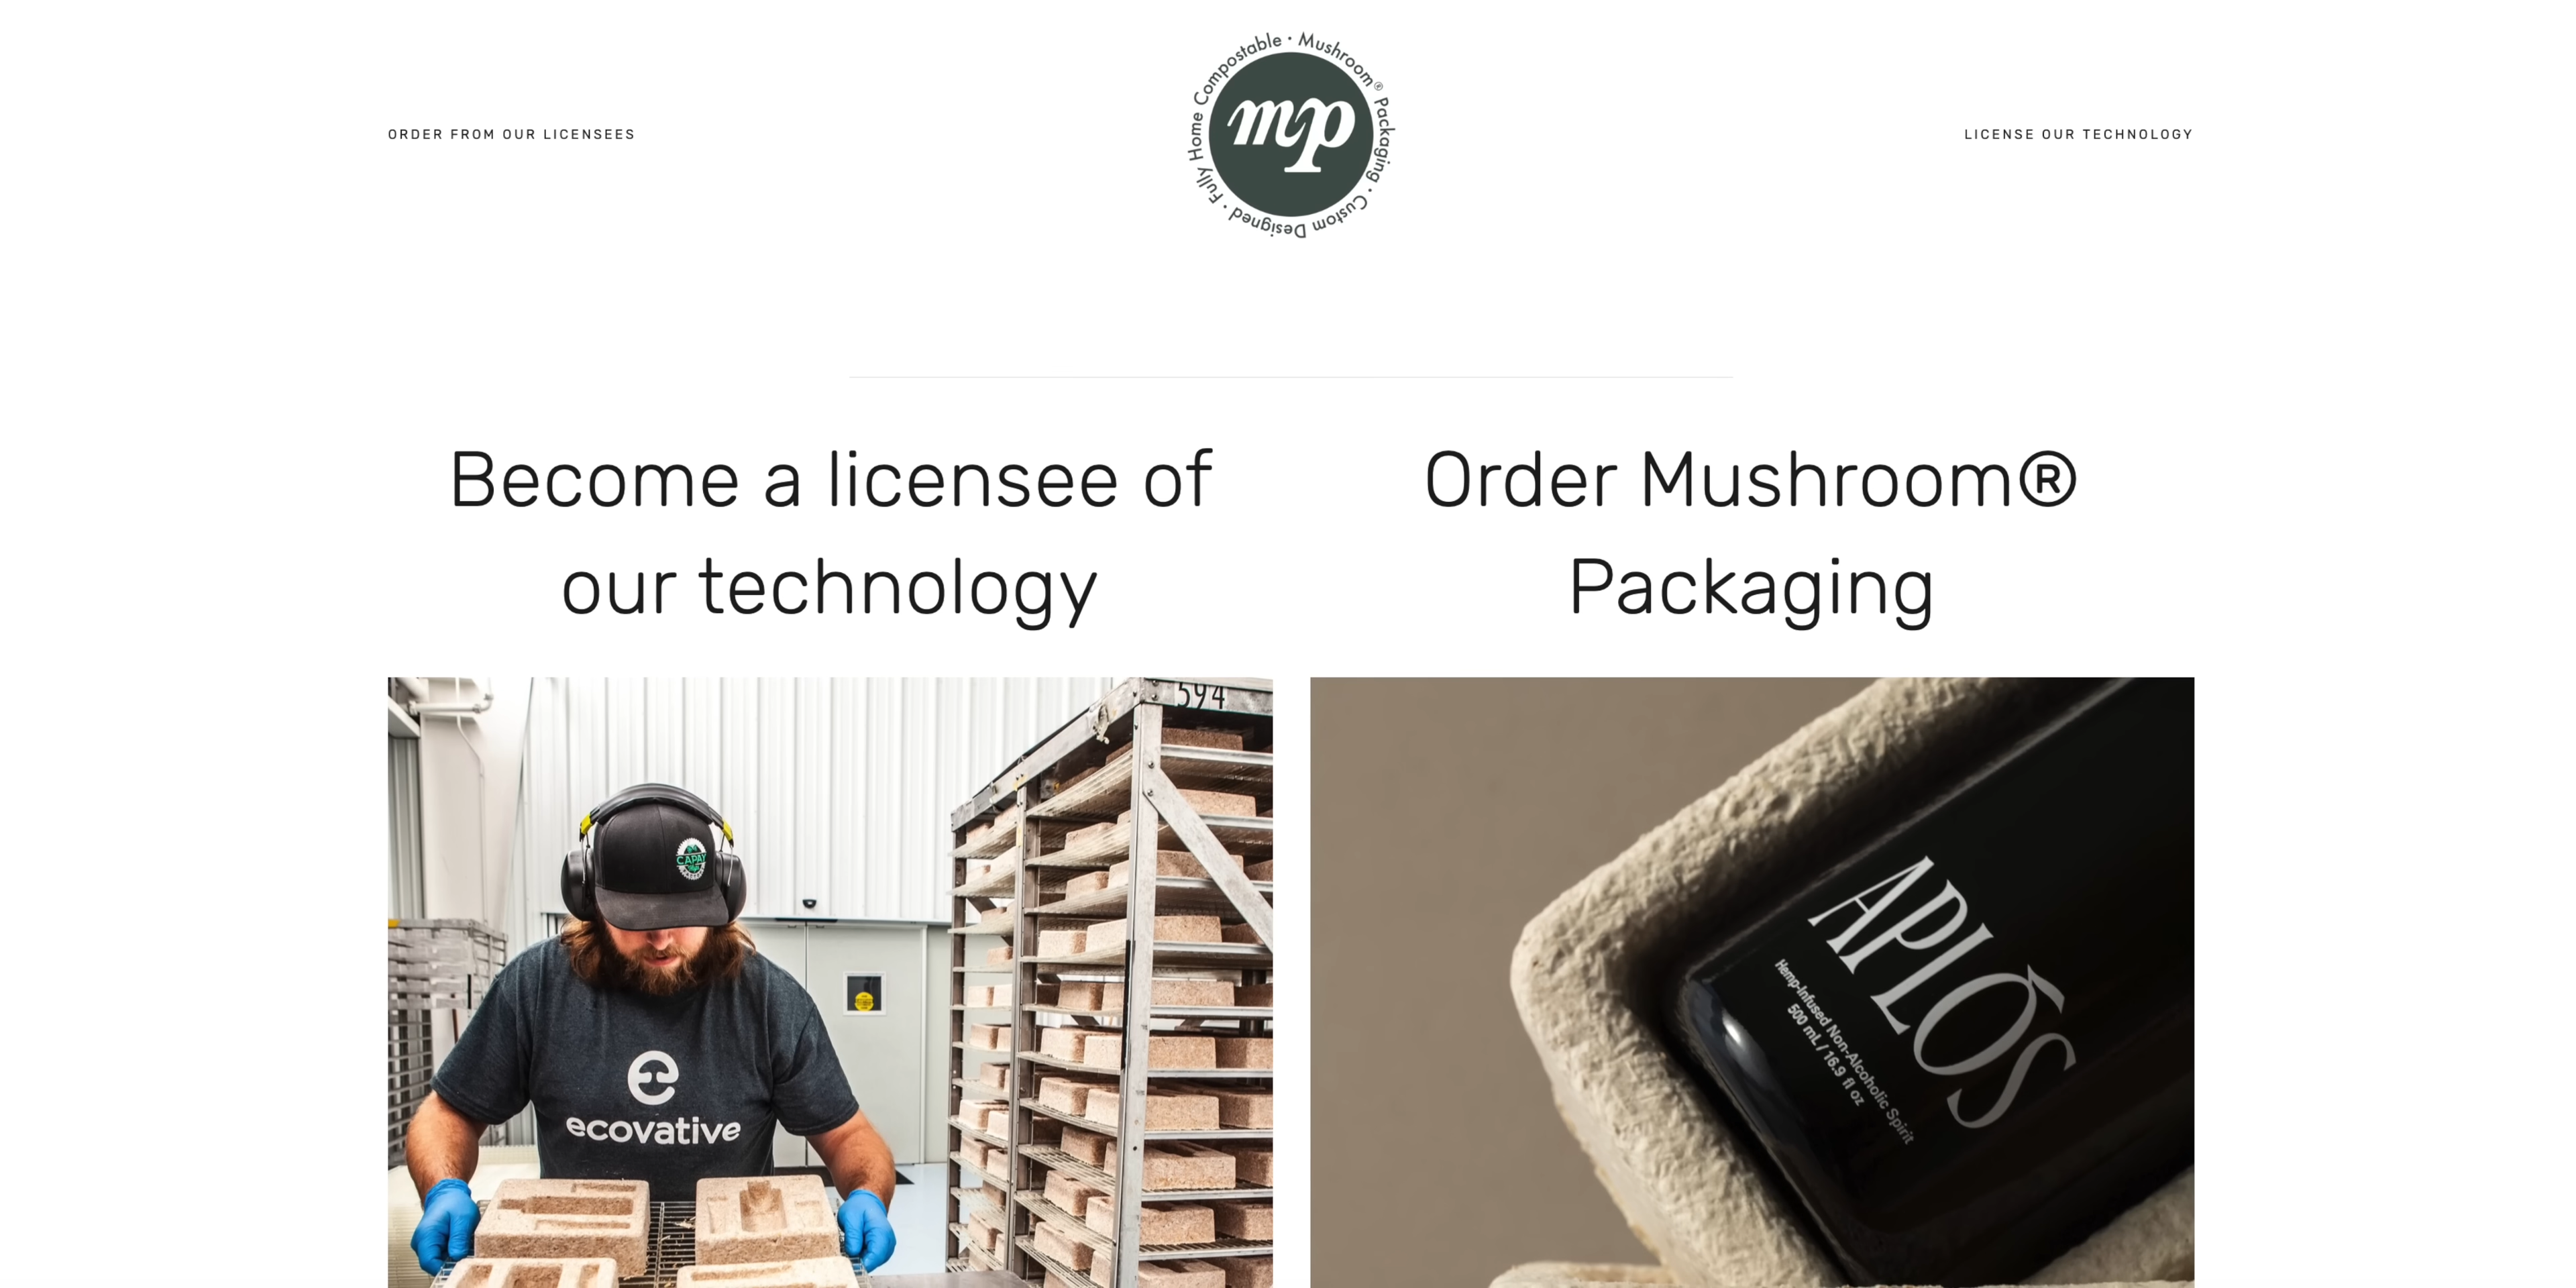 ORDER FROM OUR LICENSEES
Mushroom® Packaging · Custom Designed · Fully Home Compostable ·
mp
LICENSE OUR TECHNOLOGY
Become a licensee of
our technology
Order Mushroom®
Packaging
594
CAPAY
e
ecovative
APLÓS
Hemp-Infused Non-Alcoholic Spirit
500 mL / 16.9 fl oz